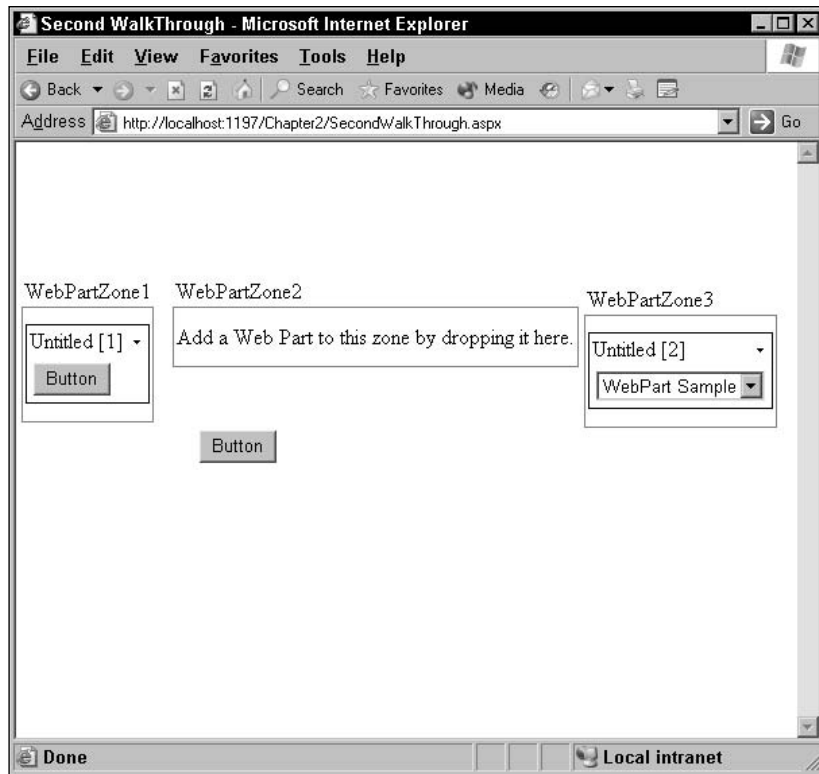 Second WalkThrough - Microsoft Internet Explorer
File Edit View Favorites Tools Help
Back Search Favorites Media
Address http://localhost:1197/Chapter2/SecondWalkThrough.aspx Go
WebPartZone1 WebPartZone2 WebPartZone3
Untitled [1] Add a Web Part to this zone by dropping it here. Untitled [2]
Button WebPart Sample
Button
Done Local intranet